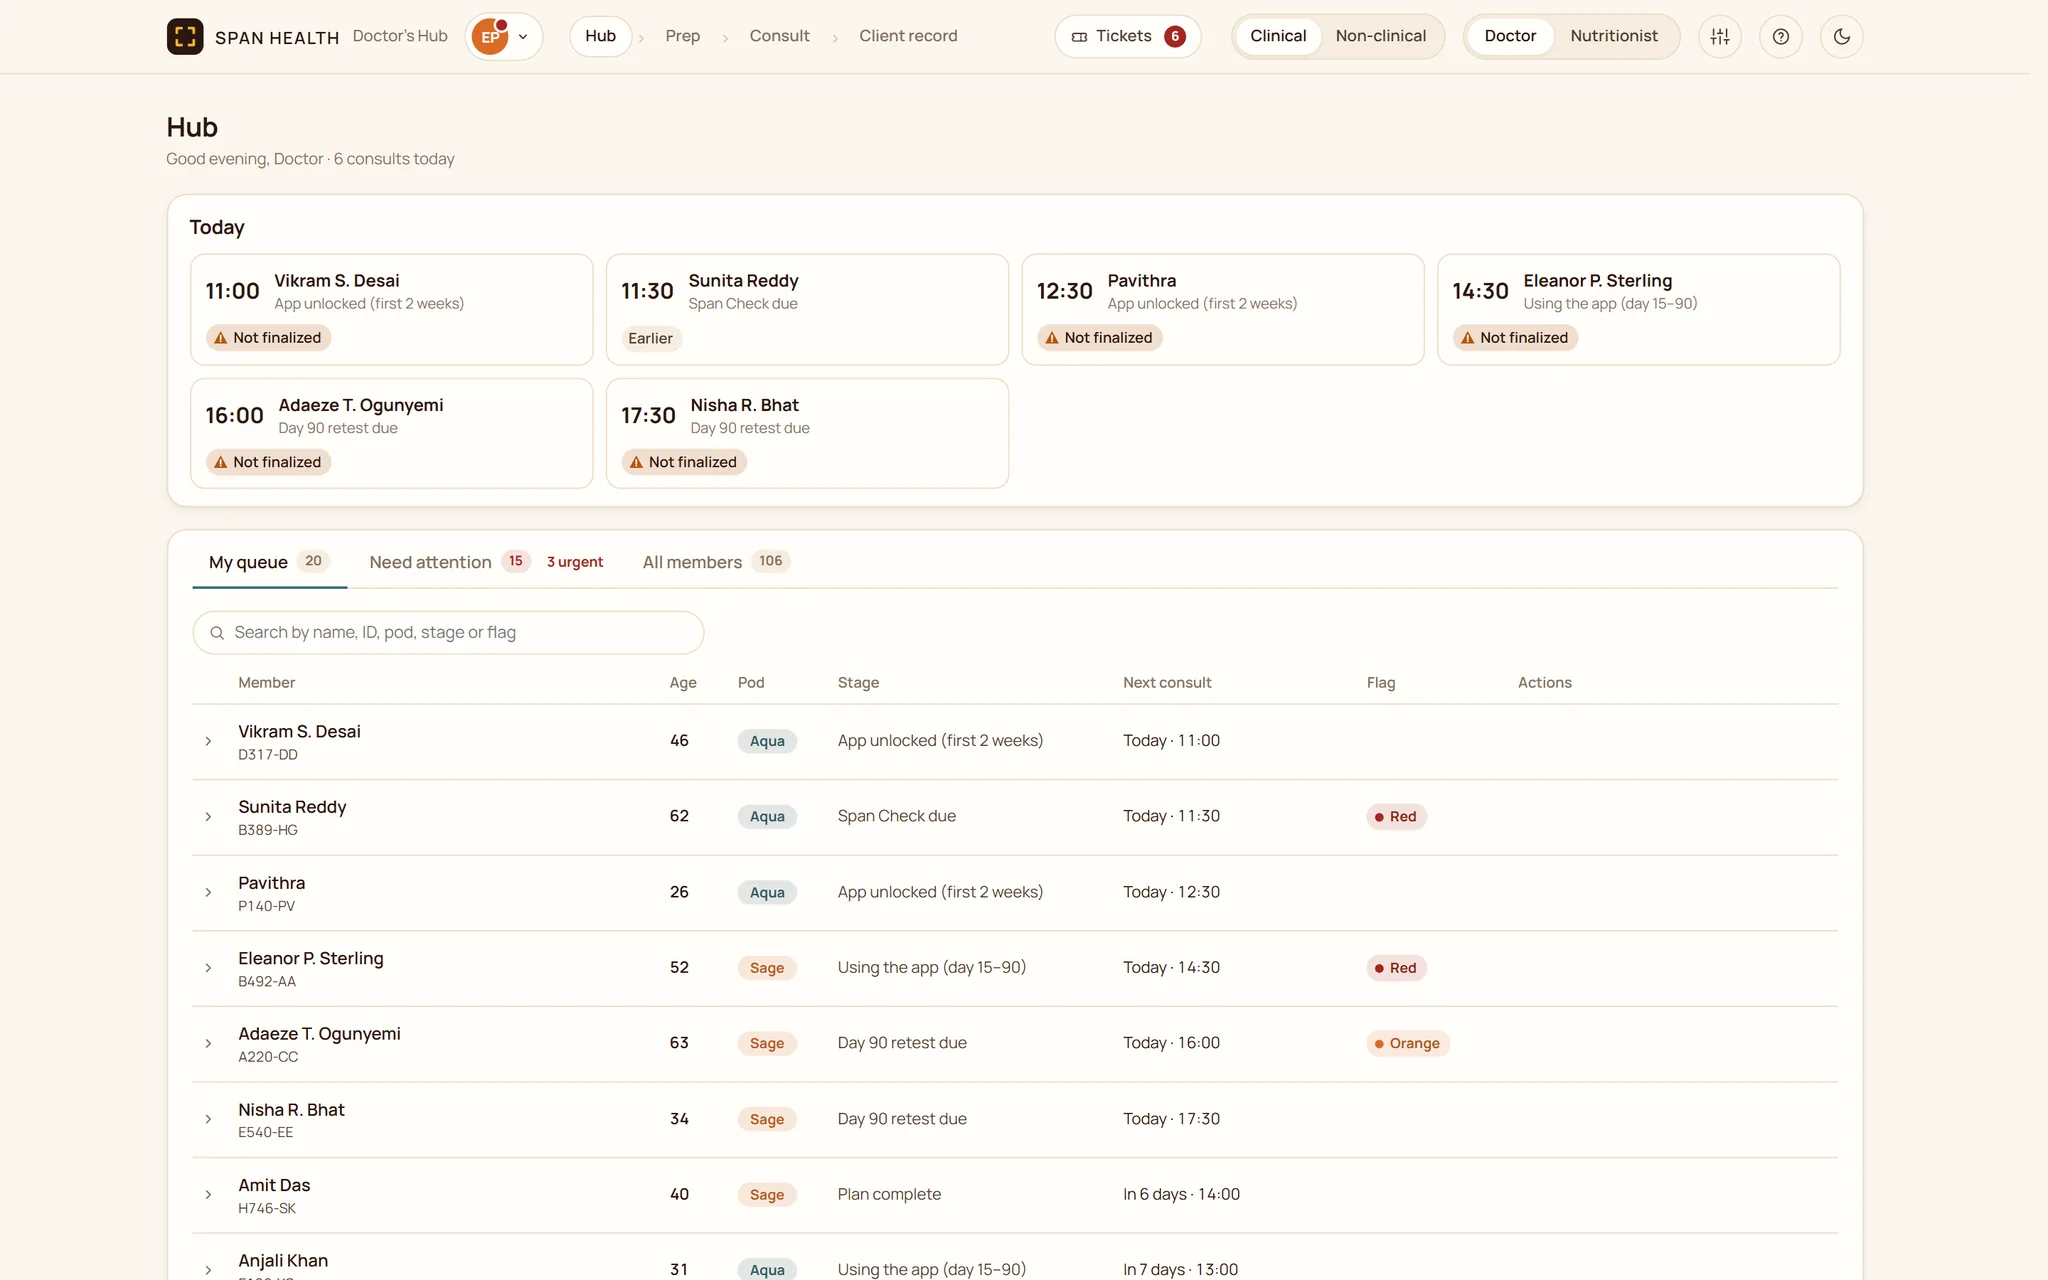 SPAN HEALTH Doctor's Hub EP Hub Prep Consult Client record Tickets 6 Clinical Non-clinical Doctor Nutritionist
Hub
Good evening, Doctor · 6 consults today
Today
11:00 Vikram S. Desai
App unlocked (first 2 weeks)
Not finalized
11:30 Sunita Reddy
Span Check due
Earlier
12:30 Pavithra
App unlocked (first 2 weeks)
Not finalized
14:30 Eleanor P. Sterling
Using the app (day 15–90)
Not finalized
16:00 Adaeze T. Ogunyemi
Day 90 retest due
Not finalized
17:30 Nisha R. Bhat
Day 90 retest due
Not finalized
My queue 20 Need attention 15 3 urgent All members 106
Search by name, ID, pod, stage or flag
Member Age Pod Stage Next consult Flag Actions
Vikram S. Desai 46 Aqua App unlocked (first 2 weeks) Today · 11:00
D317-DD
Sunita Reddy 62 Aqua Span Check due Today · 11:30 Red
B389-HG
Pavithra 26 Aqua App unlocked (first 2 weeks) Today · 12:30
P140-PV
Eleanor P. Sterling 52 Sage Using the app (day 15–90) Today · 14:30 Red
B492-AA
Adaeze T. Ogunyemi 63 Sage Day 90 retest due Today · 16:00 Orange
A220-CC
Nisha R. Bhat 34 Sage Day 90 retest due Today · 17:30
E540-EE
Amit Das 40 Sage Plan complete In 6 days · 14:00
H746-SK
Anjali Khan 31 Aqua Using the app (day 15–90) In 7 days · 13:00